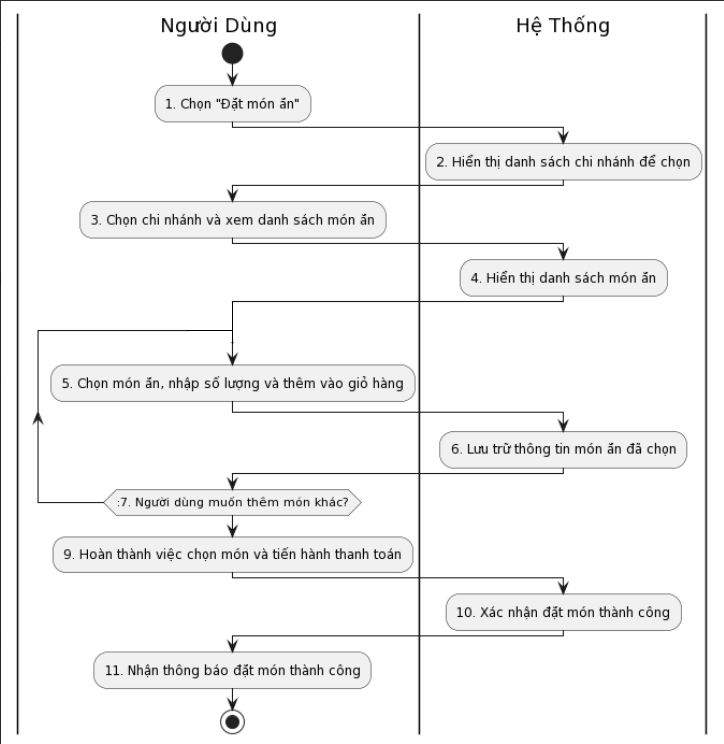 Người Dùng
Hệ Thống
1. Chọn "Đặt món ăn"
2. Hiển thị danh sách chi nhánh để chọn
3. Chọn chi nhánh và xem danh sách món ăn
4. Hiển thị danh sách món ăn
5. Chọn món ăn, nhập số lượng và thêm vào giỏ hàng
6. Lưu trữ thông tin món ăn đã chọn
:7. Người dùng muốn thêm món khác?
9. Hoàn thành việc chọn món và tiến hành thanh toán
10. Xác nhận đặt món thành công
11. Nhận thông báo đặt món thành công